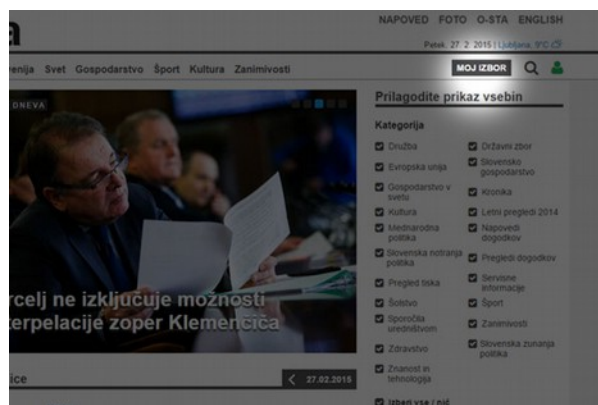 a
NAPOVED FOTO O-STA ENGLISH
Petek, 27. 2. 2015 | Ljubljana, 9°C
venija Svet Gospodarstvo Šport Kultura Zanimivosti
MOJ IZBOR
DNEVA
rcelj ne izključuje možnosti
terpelacije zoper Klemenčiča
ice
27.02.2015
Prilagodite prikaz vsebin
Kategorija
Družba
Evropska unija
Gospodarstvo v
svetu
Kultura
Mednarodna
politika
Slovenska notranja
politika
Pregled tiska
Šolstvo
Sporočila
uredništvom
Zdravstvo
Znanost in
tehnologija
Izberi vse / nič
Državni zbor
Slovensko
gospodarstvo
Kronika
Letni pregledi 2014
Napovedi
dogodkov
Pregledi dogodkov
Servisne
informacije
Šport
Zanimivosti
Slovenska zunanja
politika